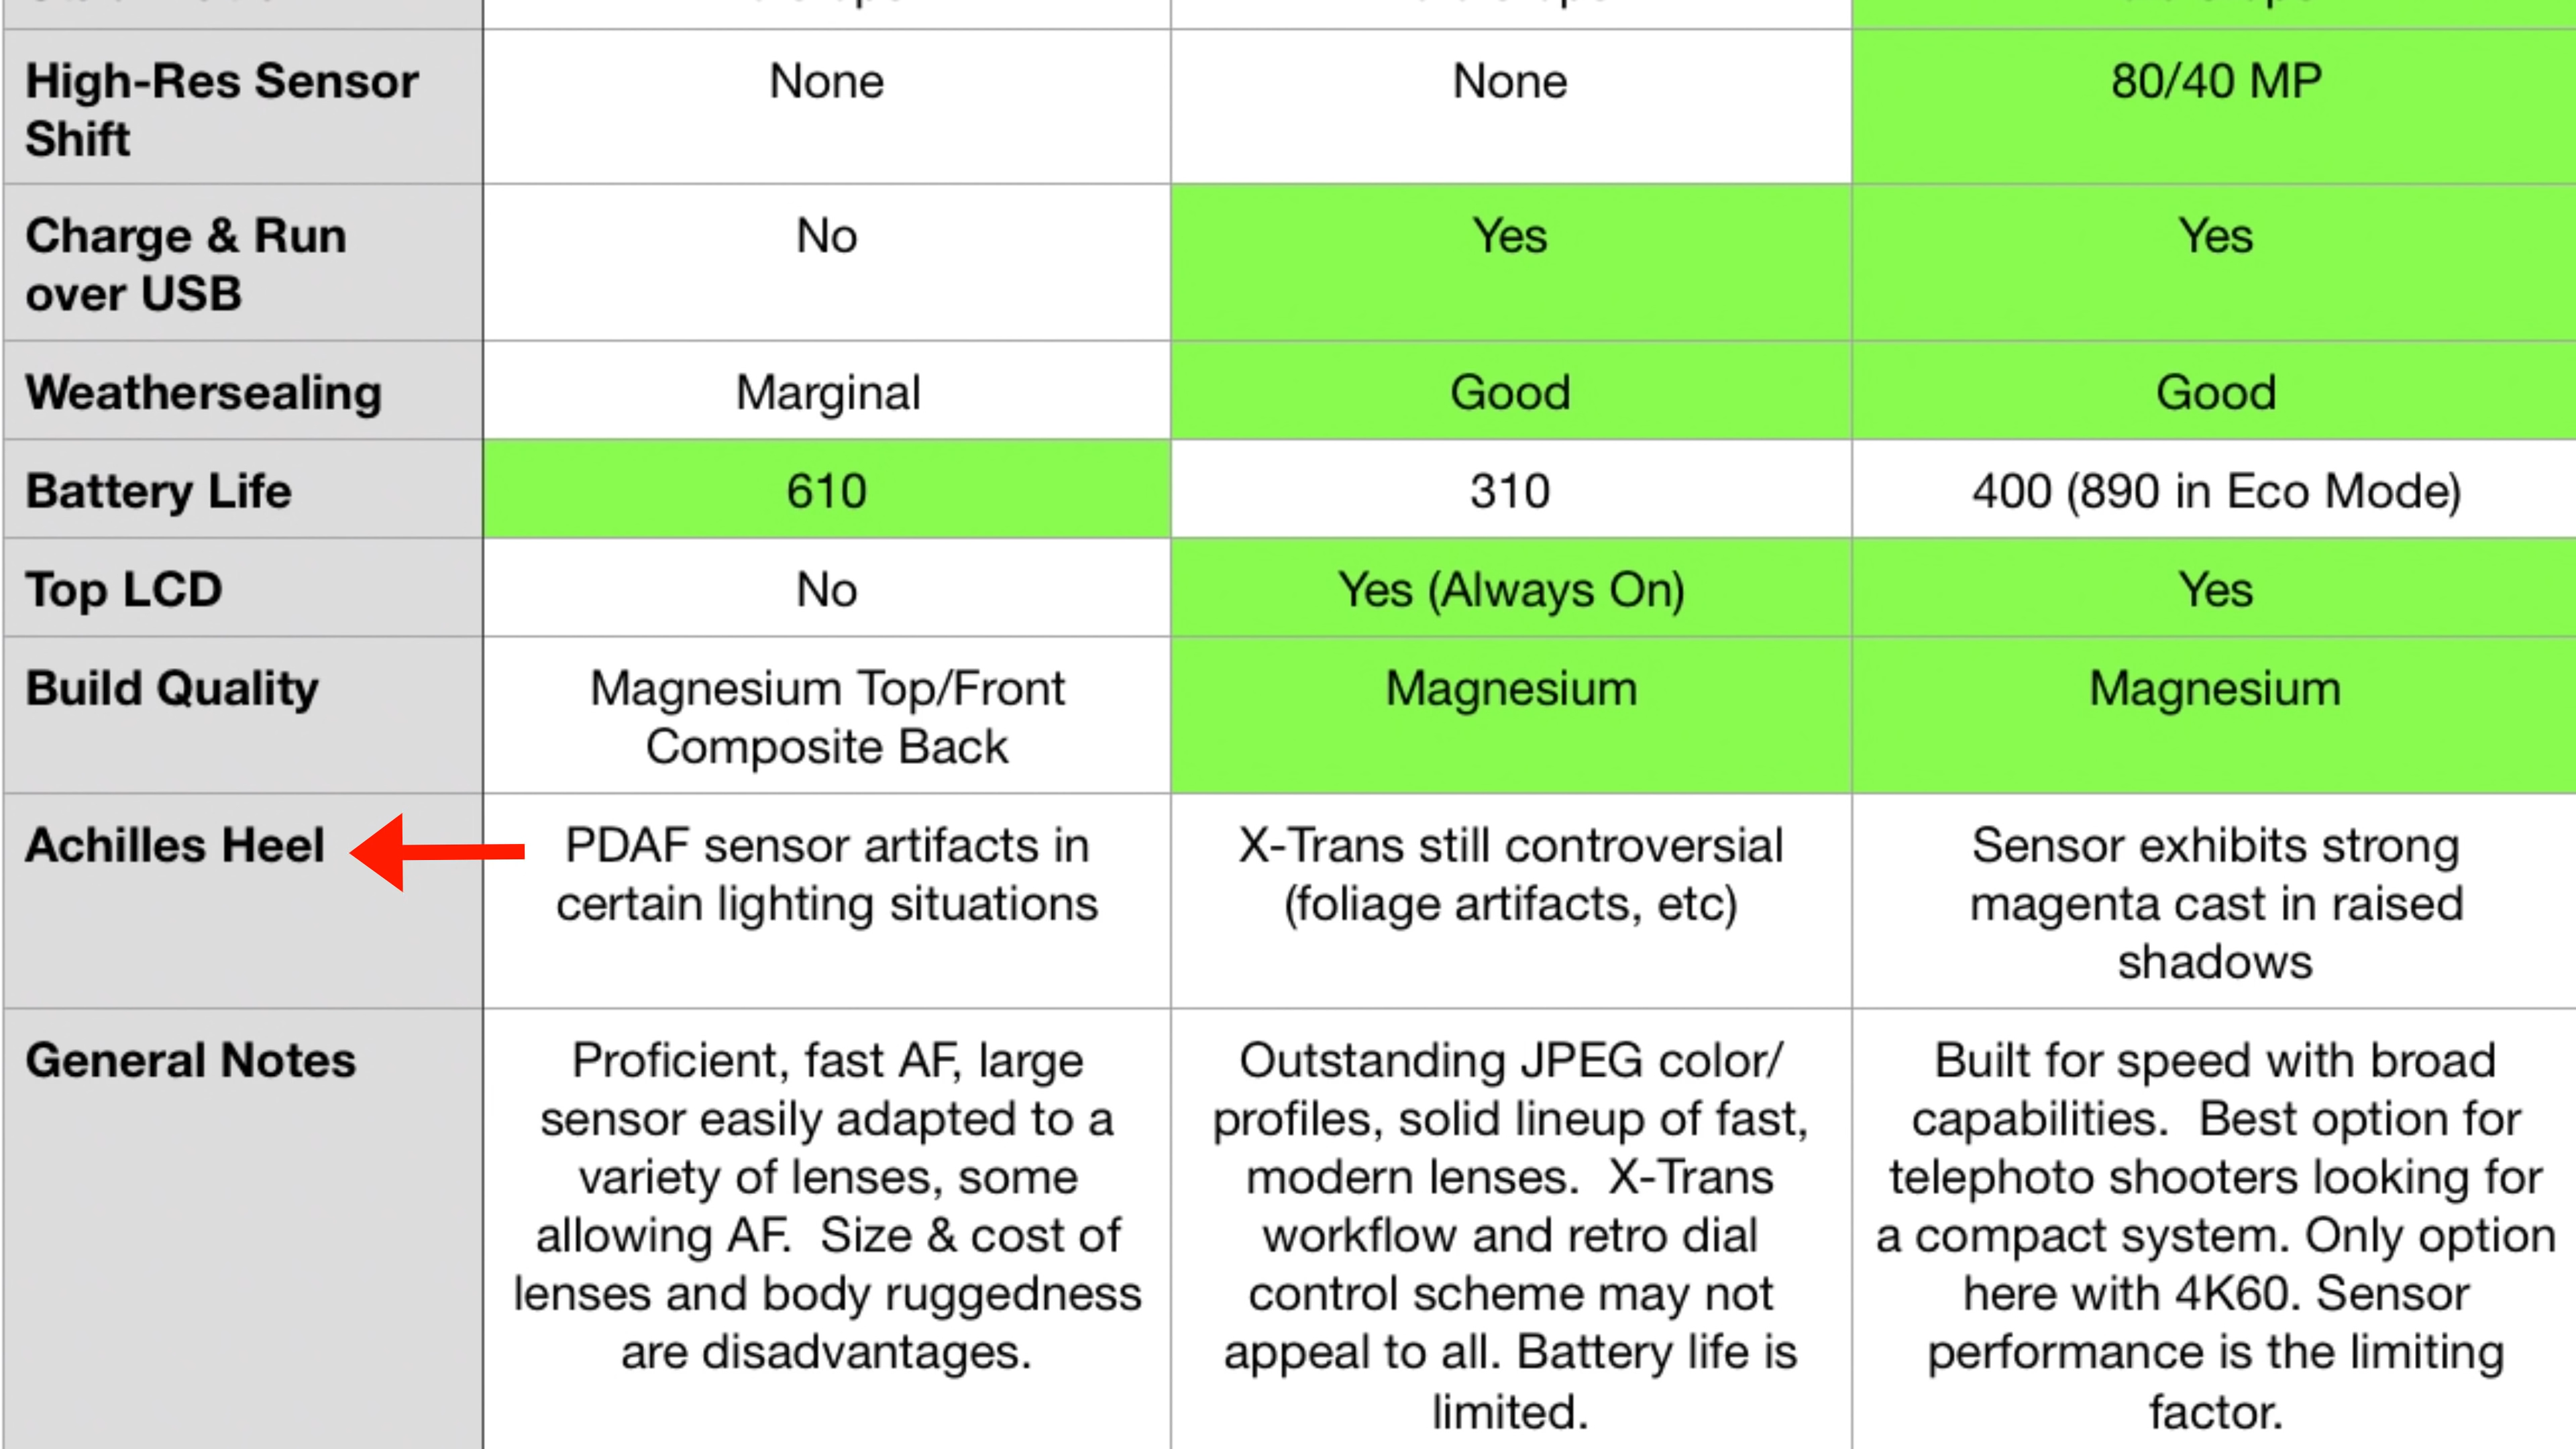 High-Res Sensor
Shift
None
None
80/40 MP
Charge & Run
over USB
No
Yes
Yes
Weathersealing
Marginal
Good
Good
Battery Life
610
310
400 (890 in Eco Mode)
Top LCD
No
Yes (Always On)
Yes
Build Quality
Magnesium Top/Front
Composite Back
Magnesium
Magnesium
Achilles Heel
PDAF sensor artifacts in
certain lighting situations
X-Trans still controversial
(foliage artifacts, etc)
Sensor exhibits strong
magenta cast in raised
shadows
General Notes
Proficient, fast AF, large
sensor easily adapted to a
variety of lenses, some
allowing AF.  Size & cost of
lenses and body ruggedness
are disadvantages.
Outstanding JPEG color/
profiles, solid lineup of fast,
modern lenses.  X-Trans
workflow and retro dial
control scheme may not
appeal to all. Battery life is
limited.
Built for speed with broad
capabilities.  Best option for
telephoto shooters looking for
a compact system. Only option
here with 4K60. Sensor
performance is the limiting
factor.